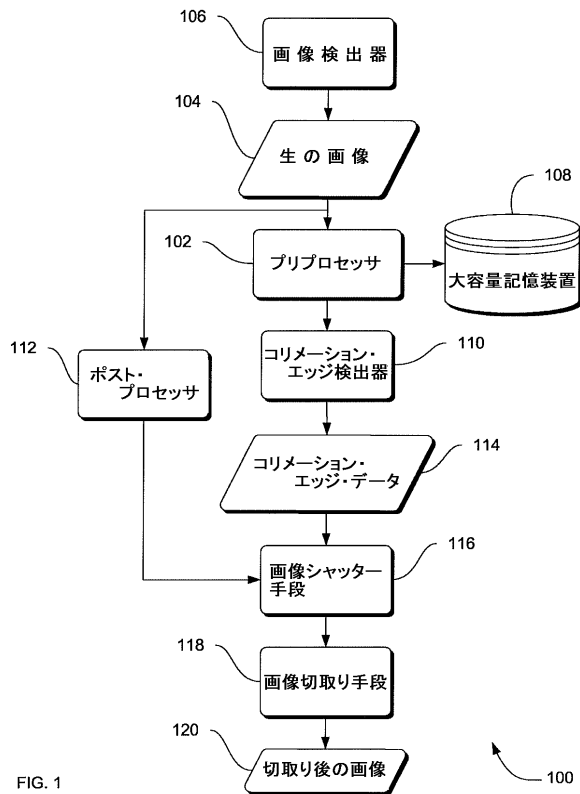 106
画像検出器
104
生の画像
108
102
プリプロセッサ
大容量記憶装置
112
ポスト・
プロセッサ
コリメーション・
エッジ検出器
110
コリメーション・
エッジ・データ
114
画像シャッター
手段
116
118
画像切取り手段
120
切取り後の画像
100
FIG. 1